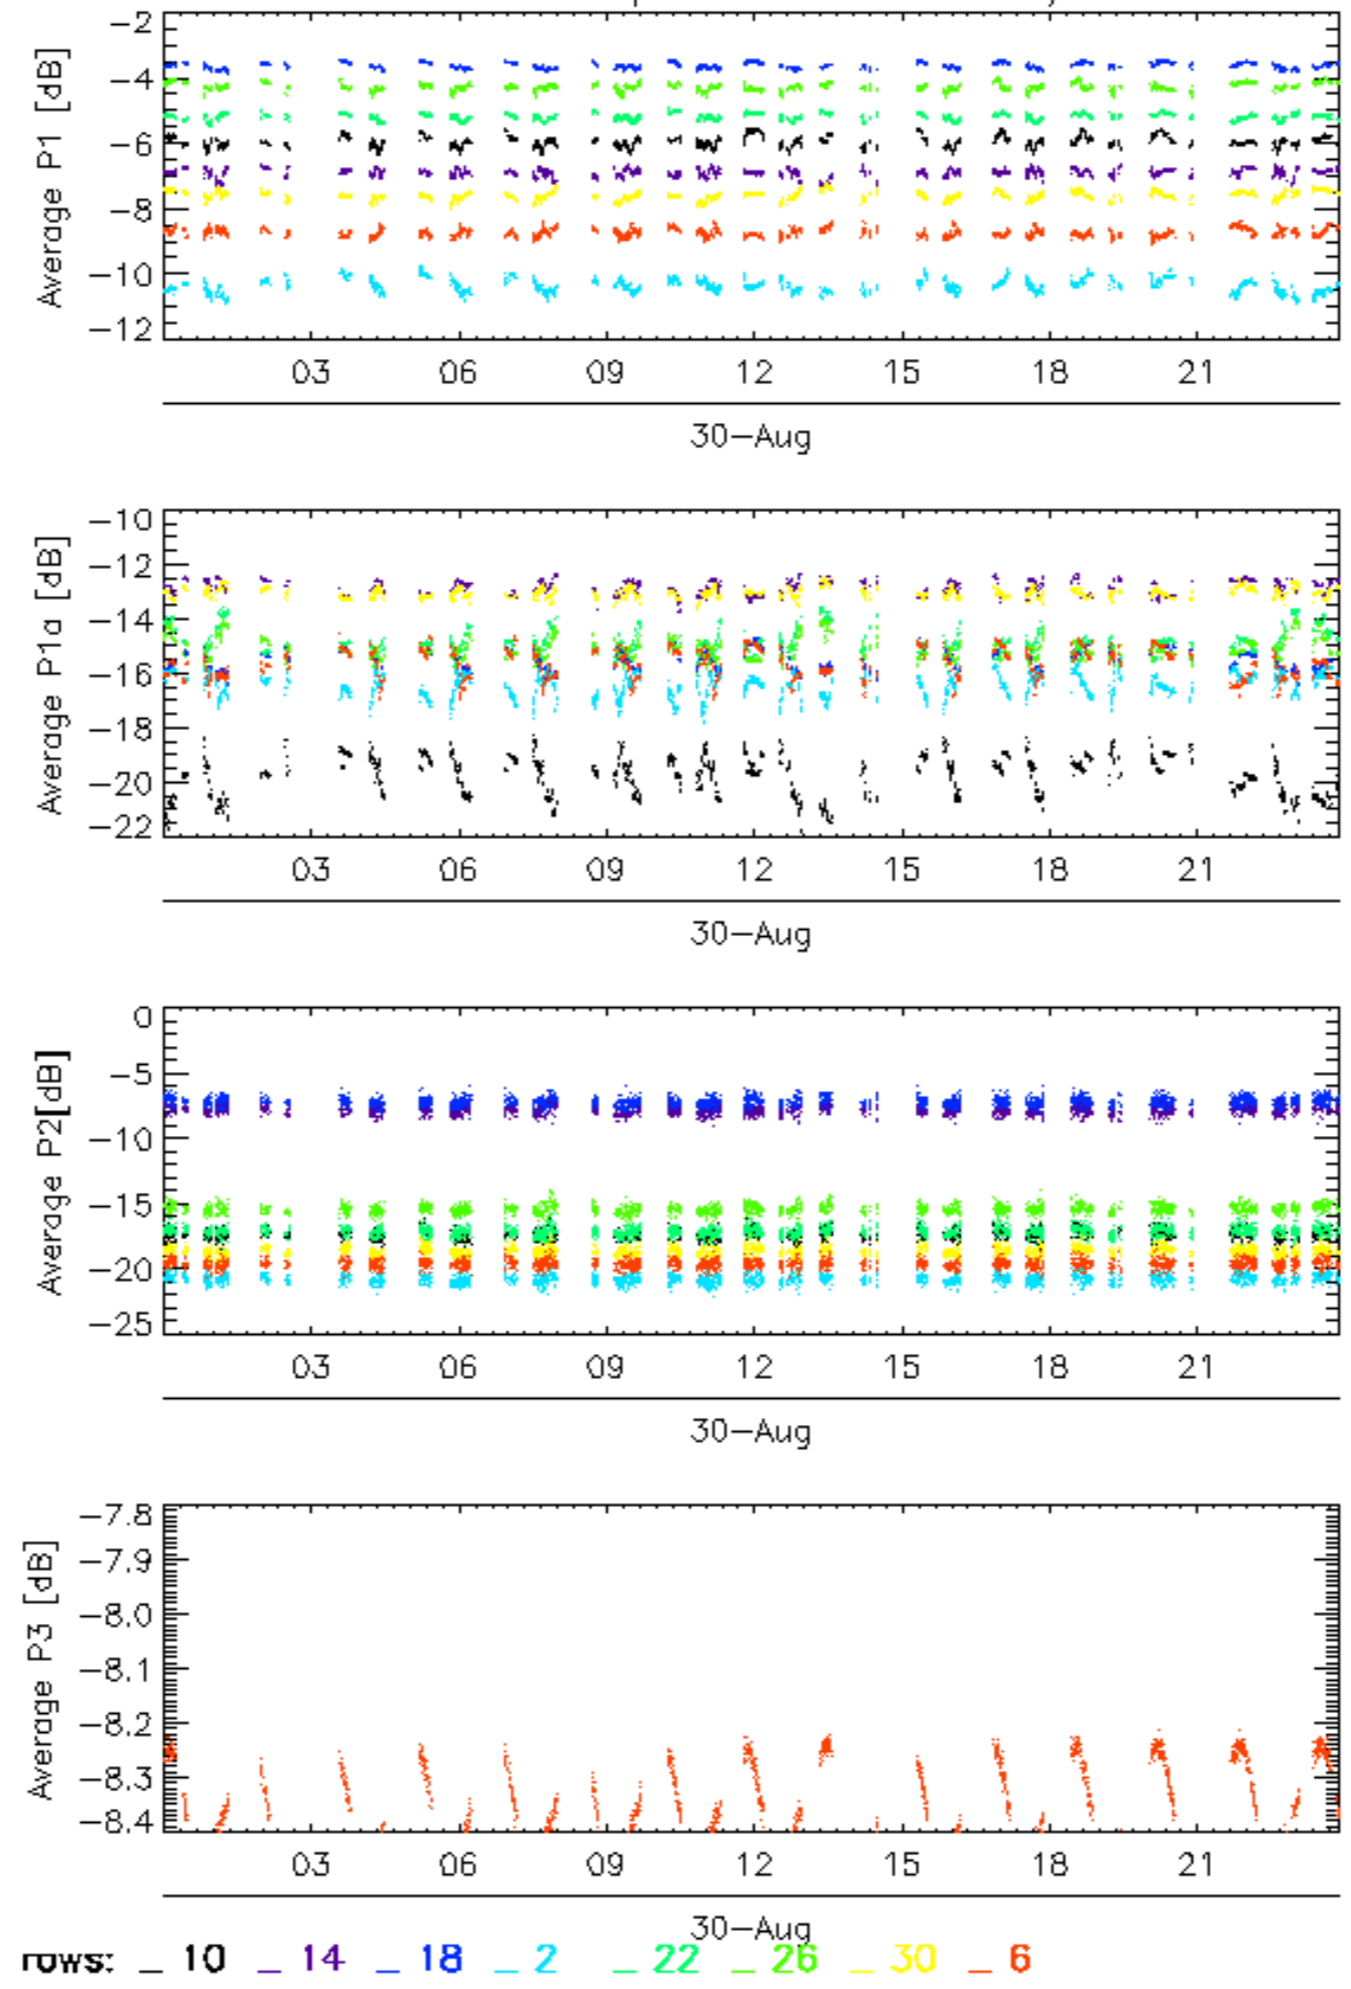 Average P1 [dB]
−2
−4
−6
−8
−10
−12
03 06 09 12 15 18 21
30−Aug
Average P1a [dB]
−10
−12
−14
−16
−18
−20
−22
03 06 09 12 15 18 21
30−Aug
Average P2[dB]
0
−5
−10
−15
−20
−25
03 06 09 12 15 18 21
30−Aug
Average P3 [dB]
−7.8
−7.9
−8.0
−8.1
−8.2
−8.3
−8.4
03 06 09 12 15 18 21
30−Aug
rows: _ 10 _ 14 _ 18 _ 2 _ 22 _ 26 _ 30 _ 6